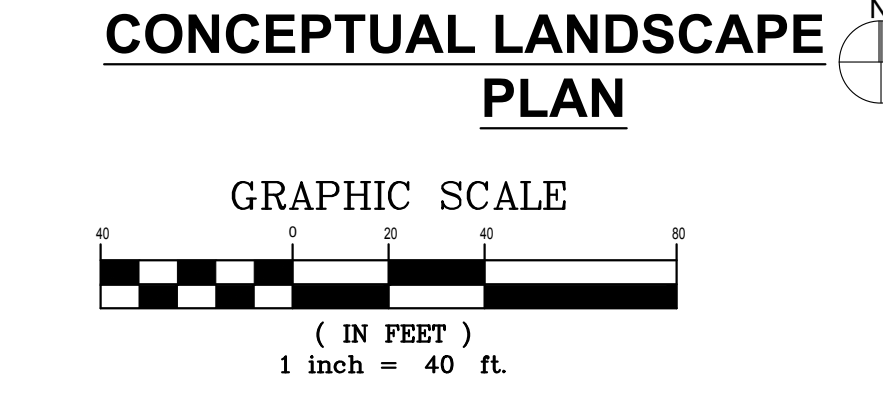 CONCEPTUAL LANDSCAPE
PLAN
N
GRAPHIC SCALE
40 0 20 40 80
( IN FEET )
1 inch = 40 ft.